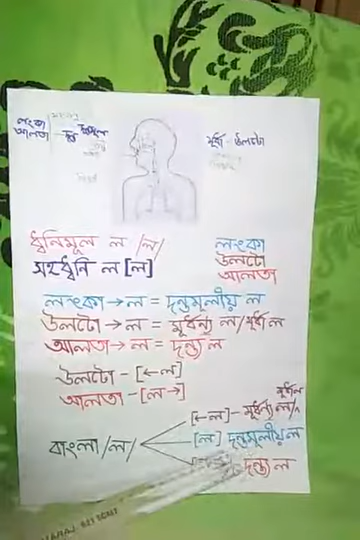 লংকা
আলতা
মূর্ধা - উলটো
ধ্বনিমূল ল /ল/
সহধ্বনি ল [ল]
লংকা
উলটো
আলতা
লংকা → ল = দন্তমূলীয় ল
উলটো → ল = মূর্ধন্য ল/মূর্ধা ল
আলতা → ল = দন্ত্য ল
উলটো - [←ল]
আলতা - [ল→]
বাংলা /ল/
[←ল] - মূর্ধন্য ল/
[ল] দন্তমূলীয় ল
- দন্ত্য ল